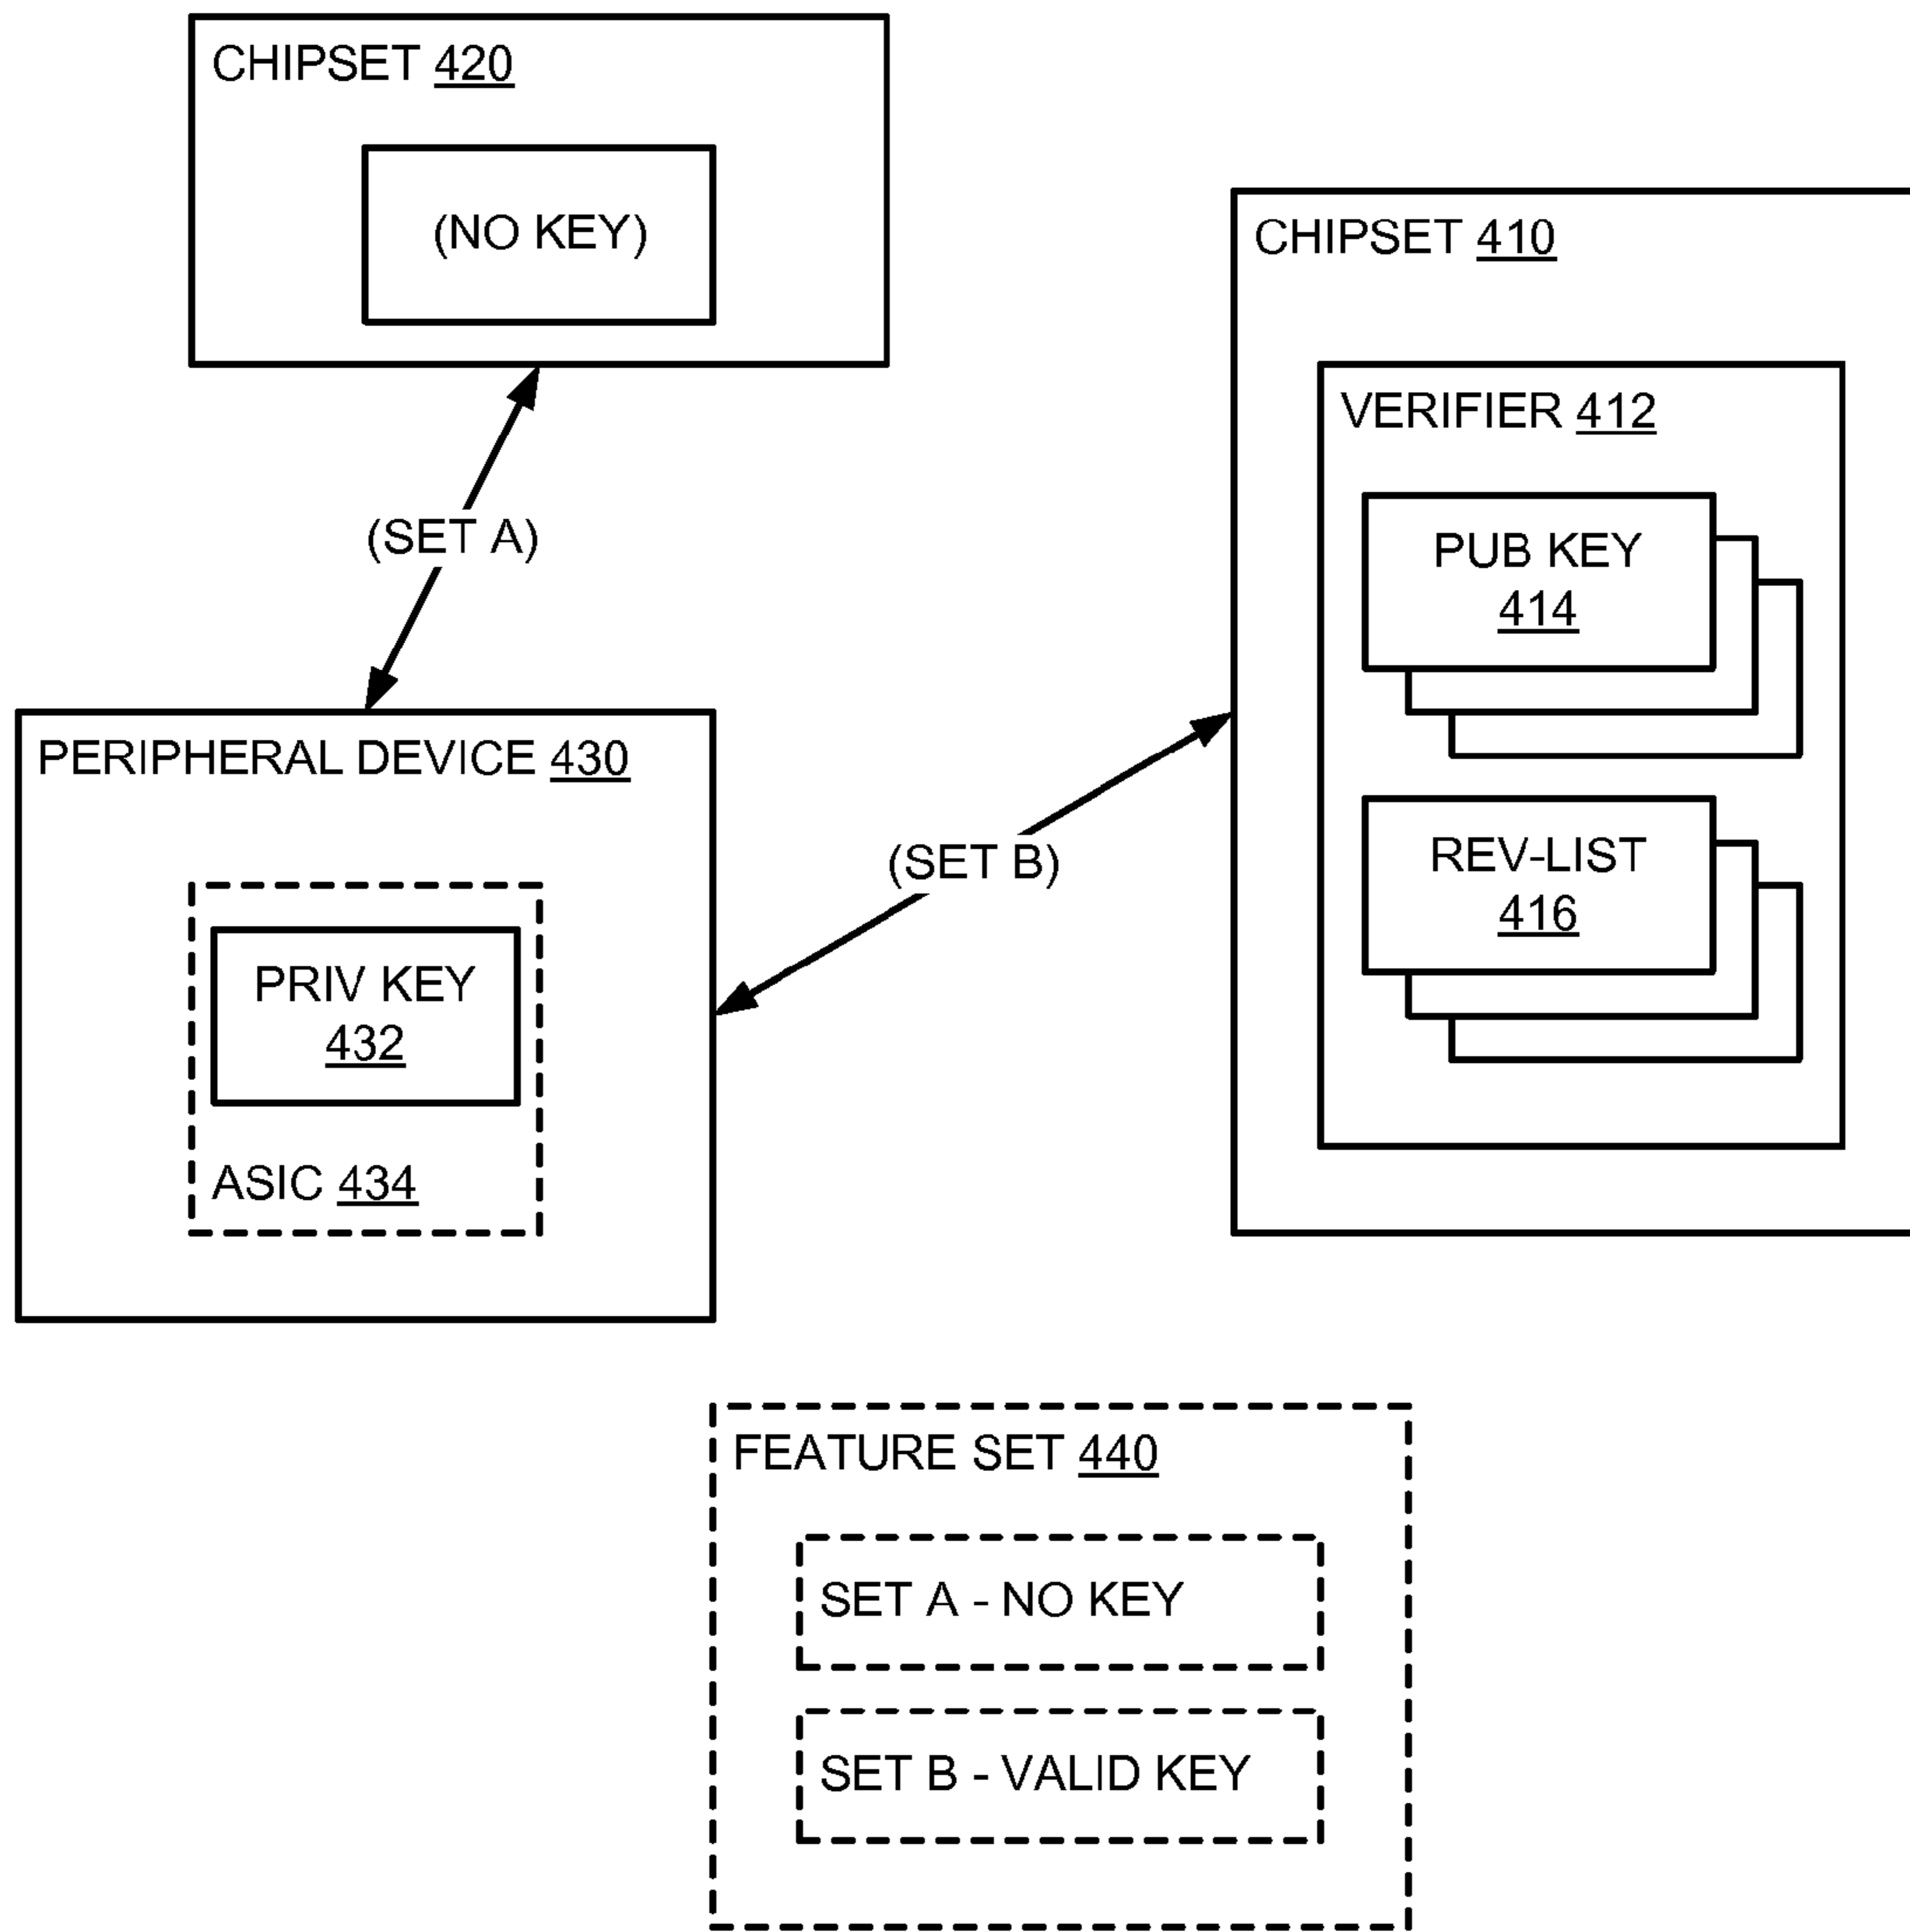 CHIPSET 420
(NO KEY)
CHIPSET 410
VERIFIER 412
PUB KEY
414
REV-LIST
416
(SET A)
(SET B)
PERIPHERAL DEVICE 430
PRIV KEY
432
ASIC 434
FEATURE SET 440
SET A - NO KEY
SET B - VALID KEY